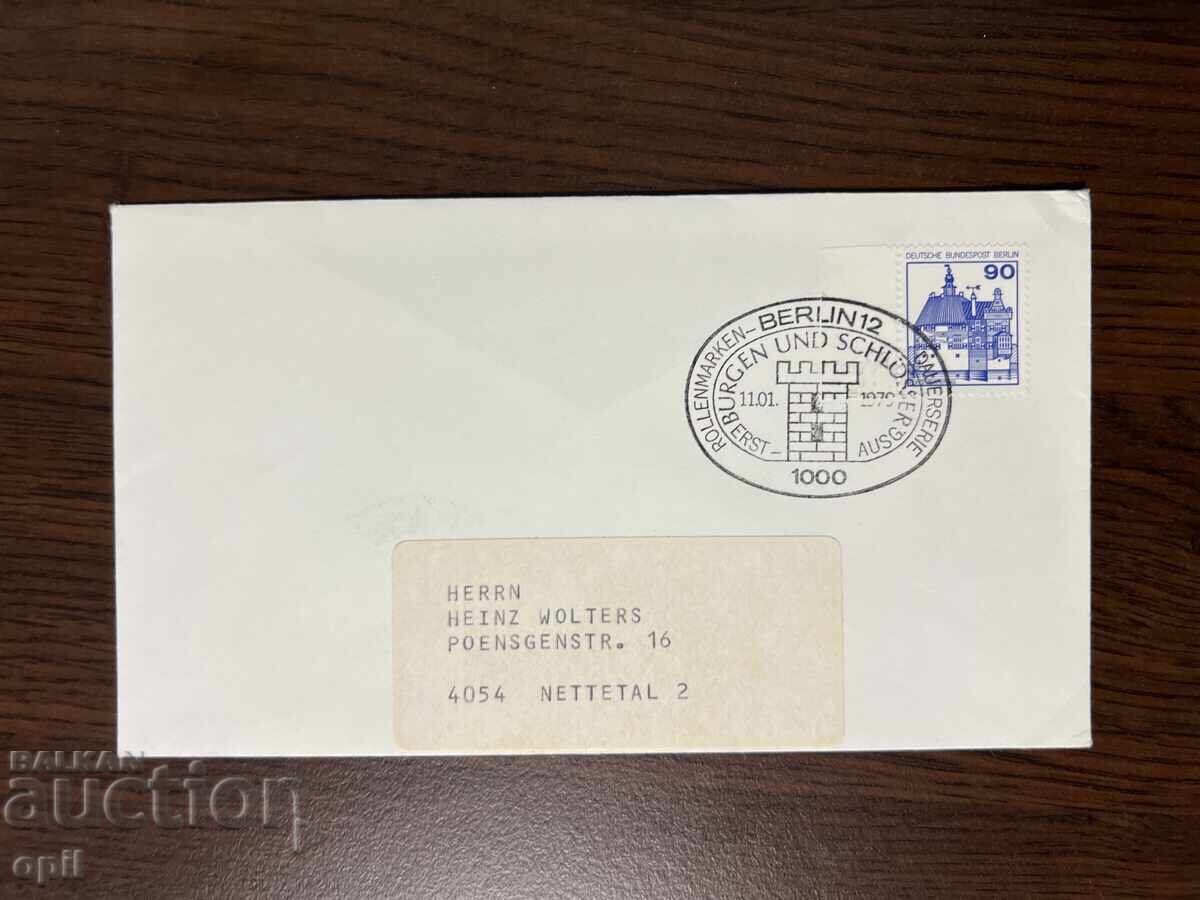 DEUTSCHE BUNDESPOST BERLIN
90
ROLLENMARKEN– BERLIN 12 DAUERSERIE
BURGEN UND SCHLÖSSER
11.01. 1979
ERST– AUSG.
1000
HERRN
HEINZ WOLTERS
POENSGENSTR. 16
4054 NETTETAL 2
BALKAN
auction
opil